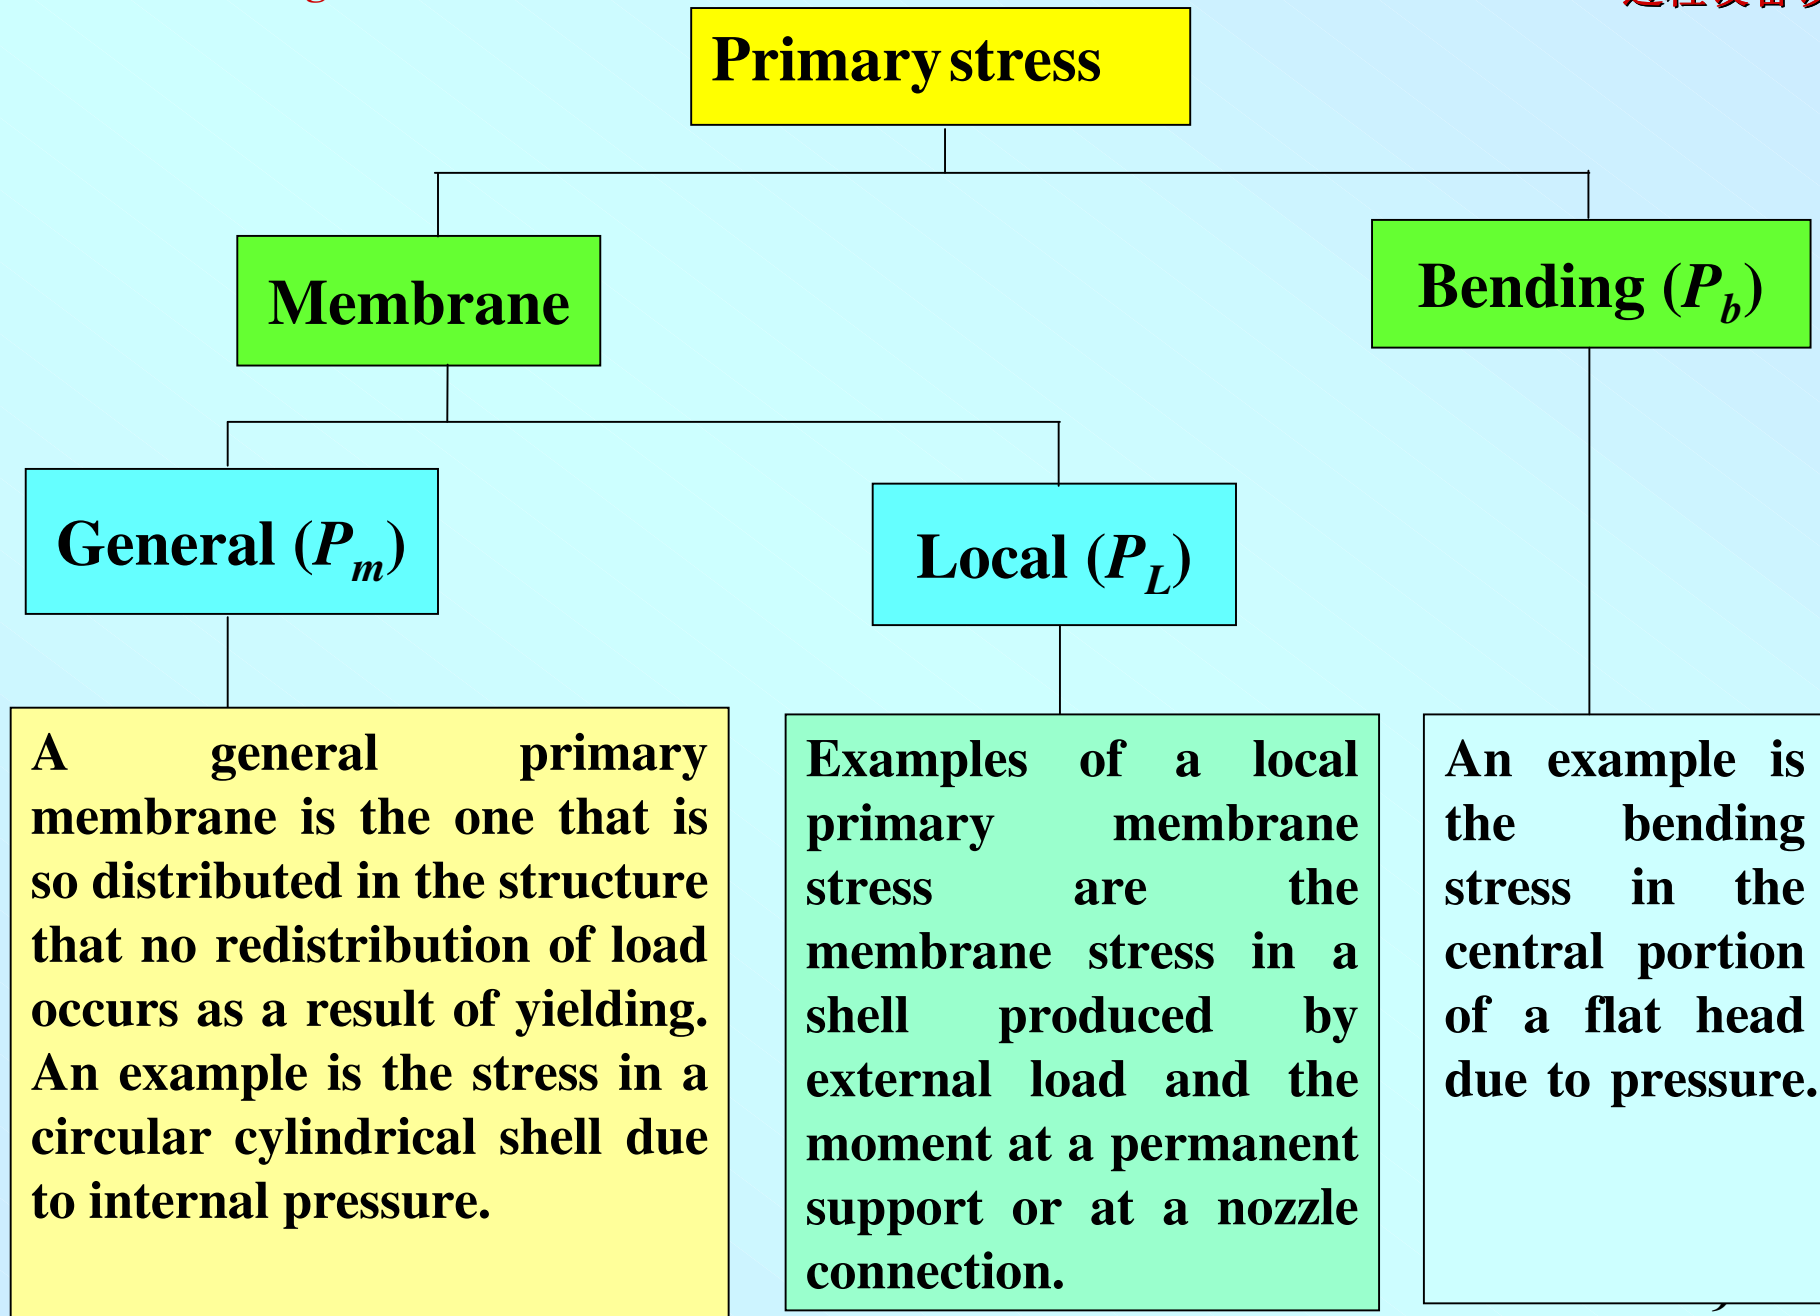 Primary stress
Membrane
Bending (P_b)
General (P_m)
Local (P_L)
A general primary
membrane is the one that is
so distributed in the structure
that no redistribution of load
occurs as a result of yielding.
An example is the stress in a
circular cylindrical shell due
to internal pressure.
Examples of a local
primary membrane
stress are the
membrane stress in a
shell produced by
external load and the
moment at a permanent
support or at a nozzle
connection.
An example is
the bending
stress in the
central portion
of a flat head
due to pressure.